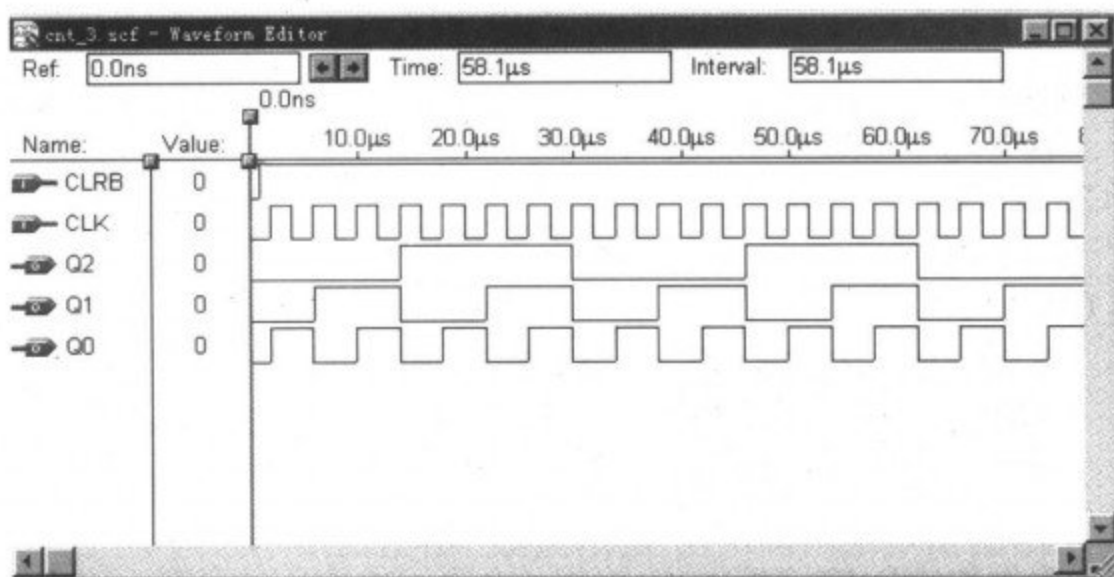 cnt_3.scf - Waveform Editor
Ref: 0.0ns Time: 58.1μs Interval: 58.1μs
0.0ns
Name: Value: 10.0μs 20.0μs 30.0μs 40.0μs 50.0μs 60.0μs 70.0μs
CLRB 0
CLK 0
Q2 0
Q1 0
Q0 0